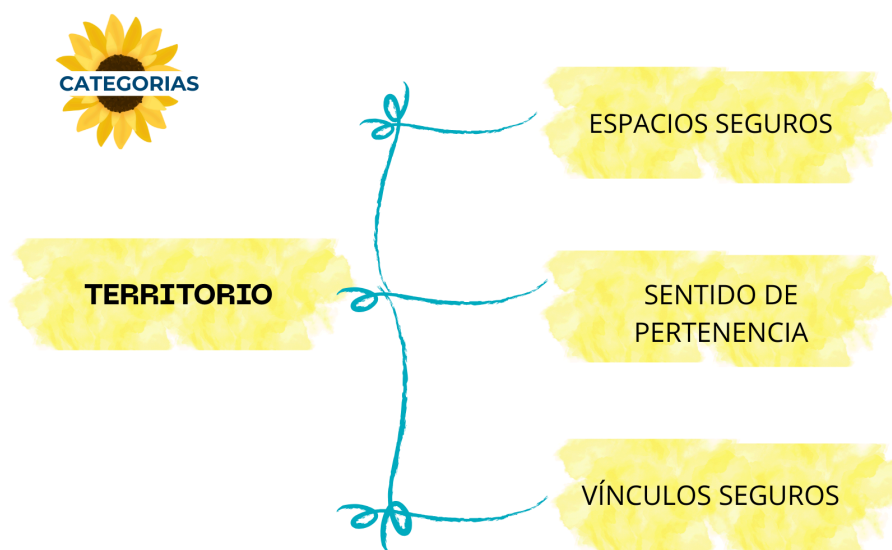 CATEGORIAS
ESPACIOS SEGUROS
TERRITORIO
SENTIDO DE
PERTENENCIA
VÍNCULOS SEGUROS